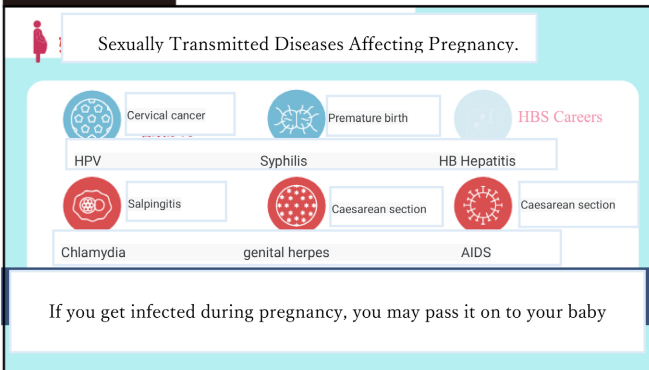 Sexually Transmitted Diseases Affecting Pregnancy.
Cervical cancer
Premature birth
HBS Careers
HPV
Syphilis
HB Hepatitis
Salpingitis
Caesarean section
Caesarean section
Chlamydia
genital herpes
AIDS
If you get infected during pregnancy, you may pass it on to your baby